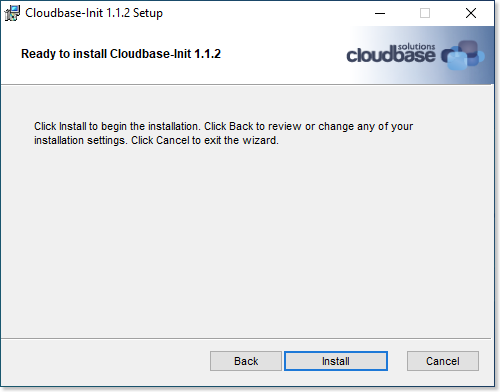 Cloudbase-Init 1.1.2 Setup
Ready to install Cloudbase-Init 1.1.2
cloudbase solutions
Click Install to begin the installation. Click Back to review or change any of your
installation settings. Click Cancel to exit the wizard.
Back Install Cancel